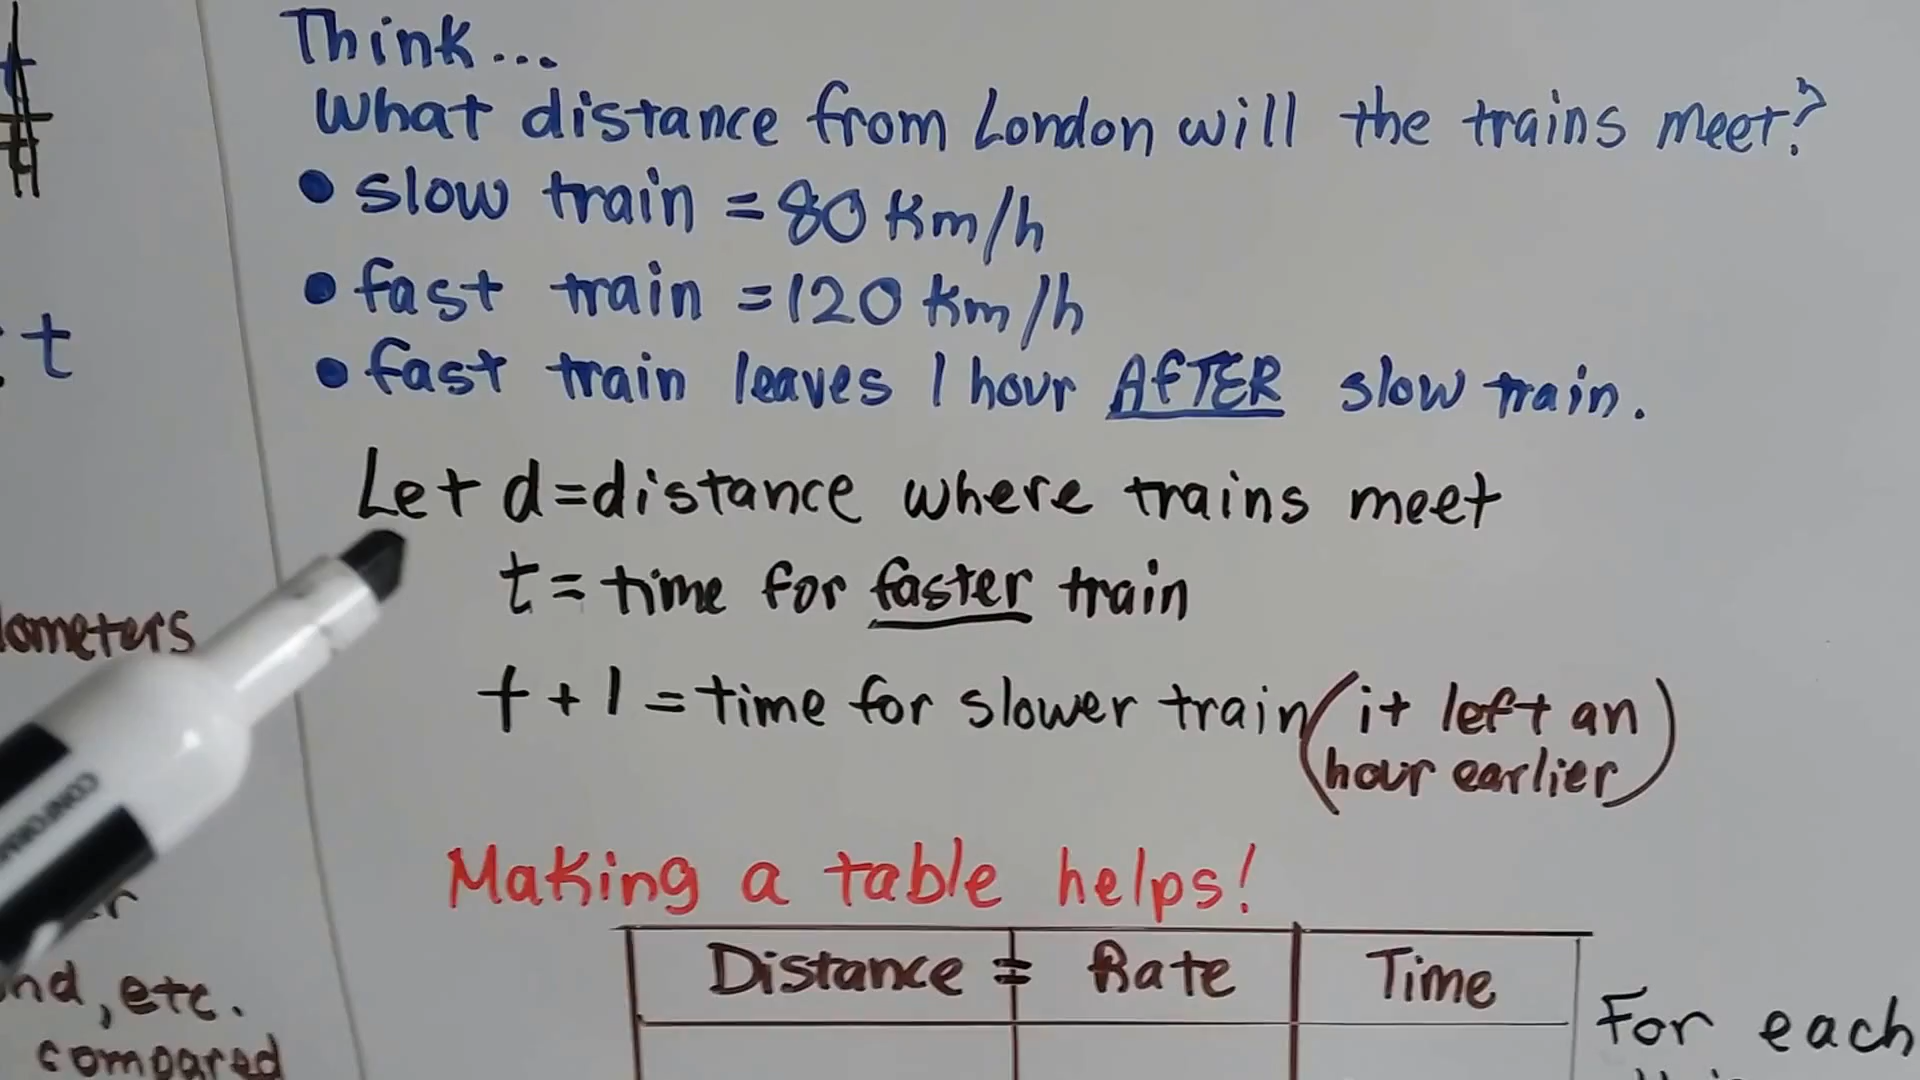 Think...
What distance from London will the trains meet?
• slow train = 80 Km/h
• fast train = 120 Km/h
• fast train leaves 1 hour AFTER slow train.
t
Let d = distance where trains meet
t = time for faster train
t + 1 = time for slower train (it left an
hour earlier)
lometers
Making a table helps!
Distance = Rate Time
nd, etc.
compared
For each